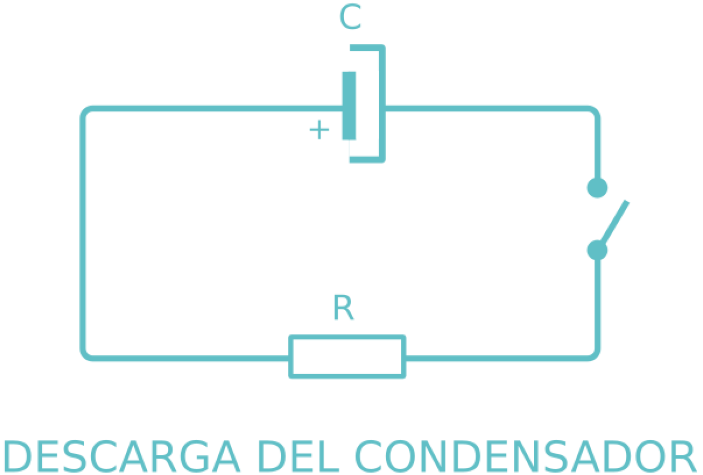 C
+
R
DESCARGA DEL CONDENSADOR